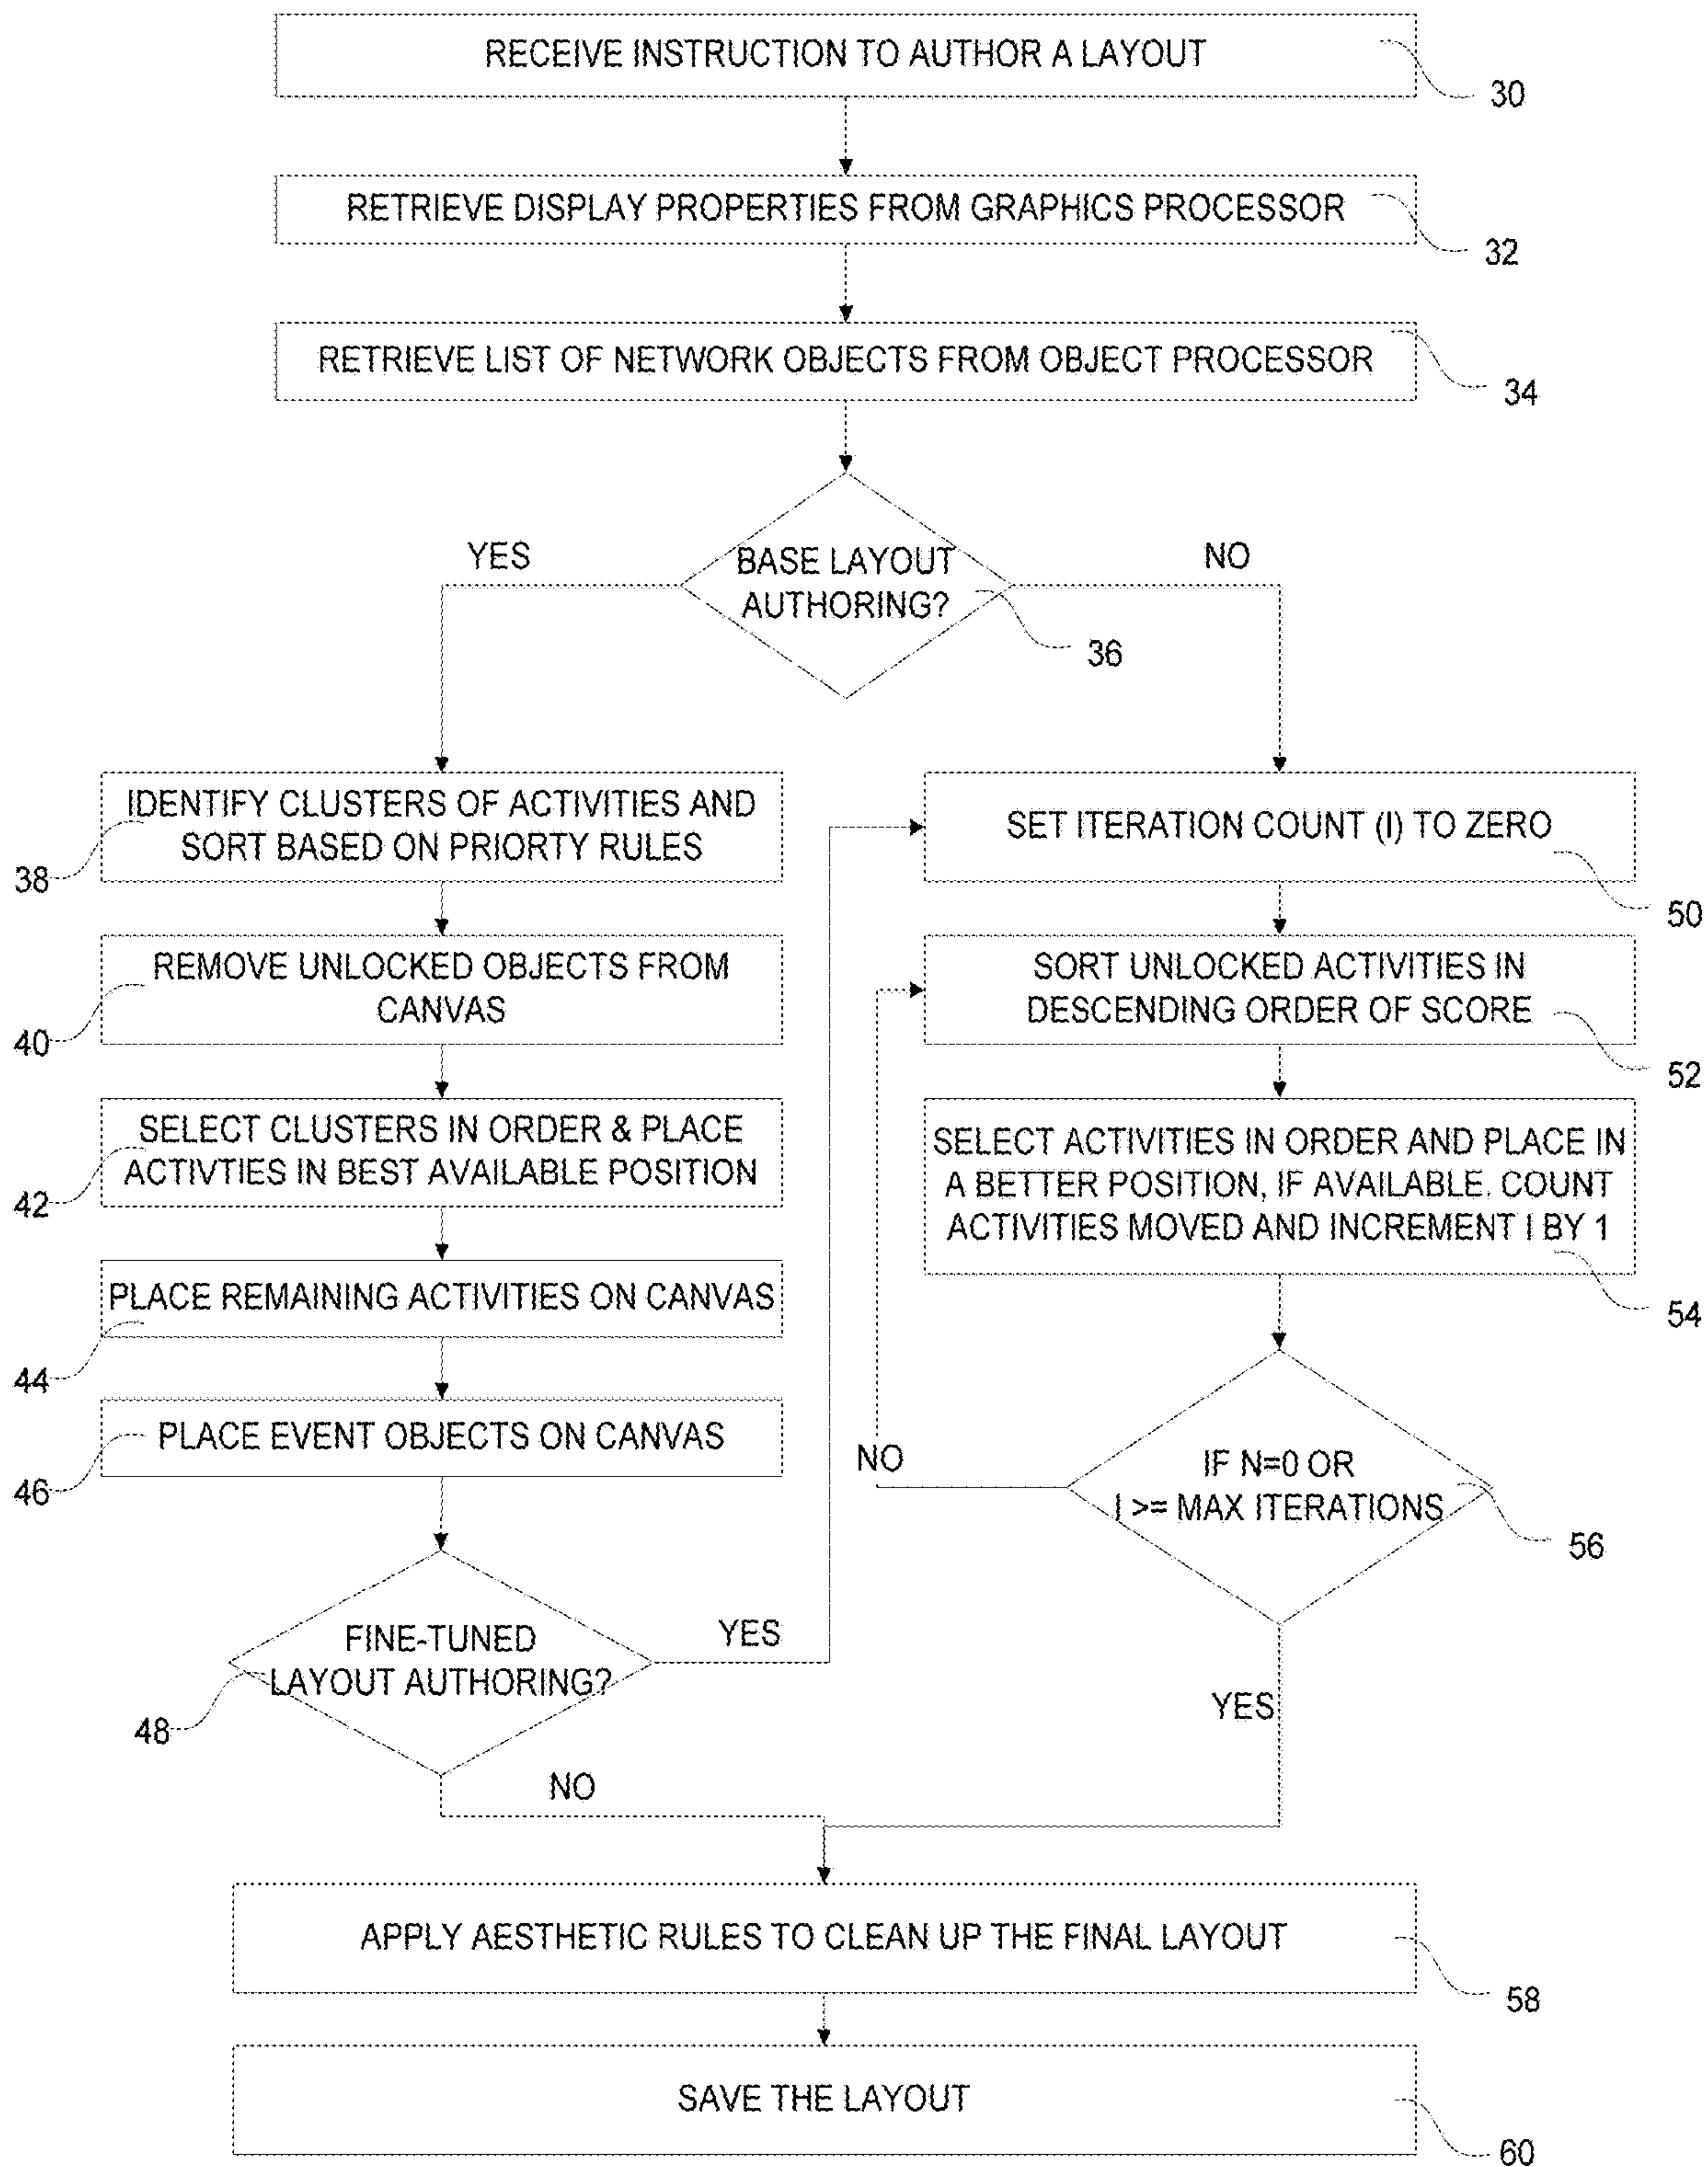 RECEIVE INSTRUCTION TO AUTHOR A LAYOUT
30
RETRIEVE DISPLAY PROPERTIES FROM GRAPHICS PROCESSOR
32
RETRIEVE LIST OF NETWORK OBJECTS FROM OBJECT PROCESSOR
34
YES
BASE LAYOUT
AUTHORING?
NO
36
IDENTIFY CLUSTERS OF ACTIVITIES AND
SORT BASED ON PRIORTY RULES
38
REMOVE UNLOCKED OBJECTS FROM
CANVAS
40
SELECT CLUSTERS IN ORDER & PLACE
ACTIVTIES IN BEST AVAILABLE POSITION
42
PLACE REMAINING ACTIVITIES ON CANVAS
44
PLACE EVENT OBJECTS ON CANVAS
46
FINE-TUNED
LAYOUT AUTHORING?
48
YES
NO
SET ITERATION COUNT (I) TO ZERO
50
SORT UNLOCKED ACTIVITIES IN
DESCENDING ORDER OF SCORE
52
SELECT ACTIVITIES IN ORDER AND PLACE IN
A BETTER POSITION, IF AVAILABLE. COUNT
ACTIVITIES MOVED AND INCREMENT I BY 1
54
NO
IF N=0 OR
I >= MAX ITERATIONS
56
YES
APPLY AESTHETIC RULES TO CLEAN UP THE FINAL LAYOUT
58
SAVE THE LAYOUT
60